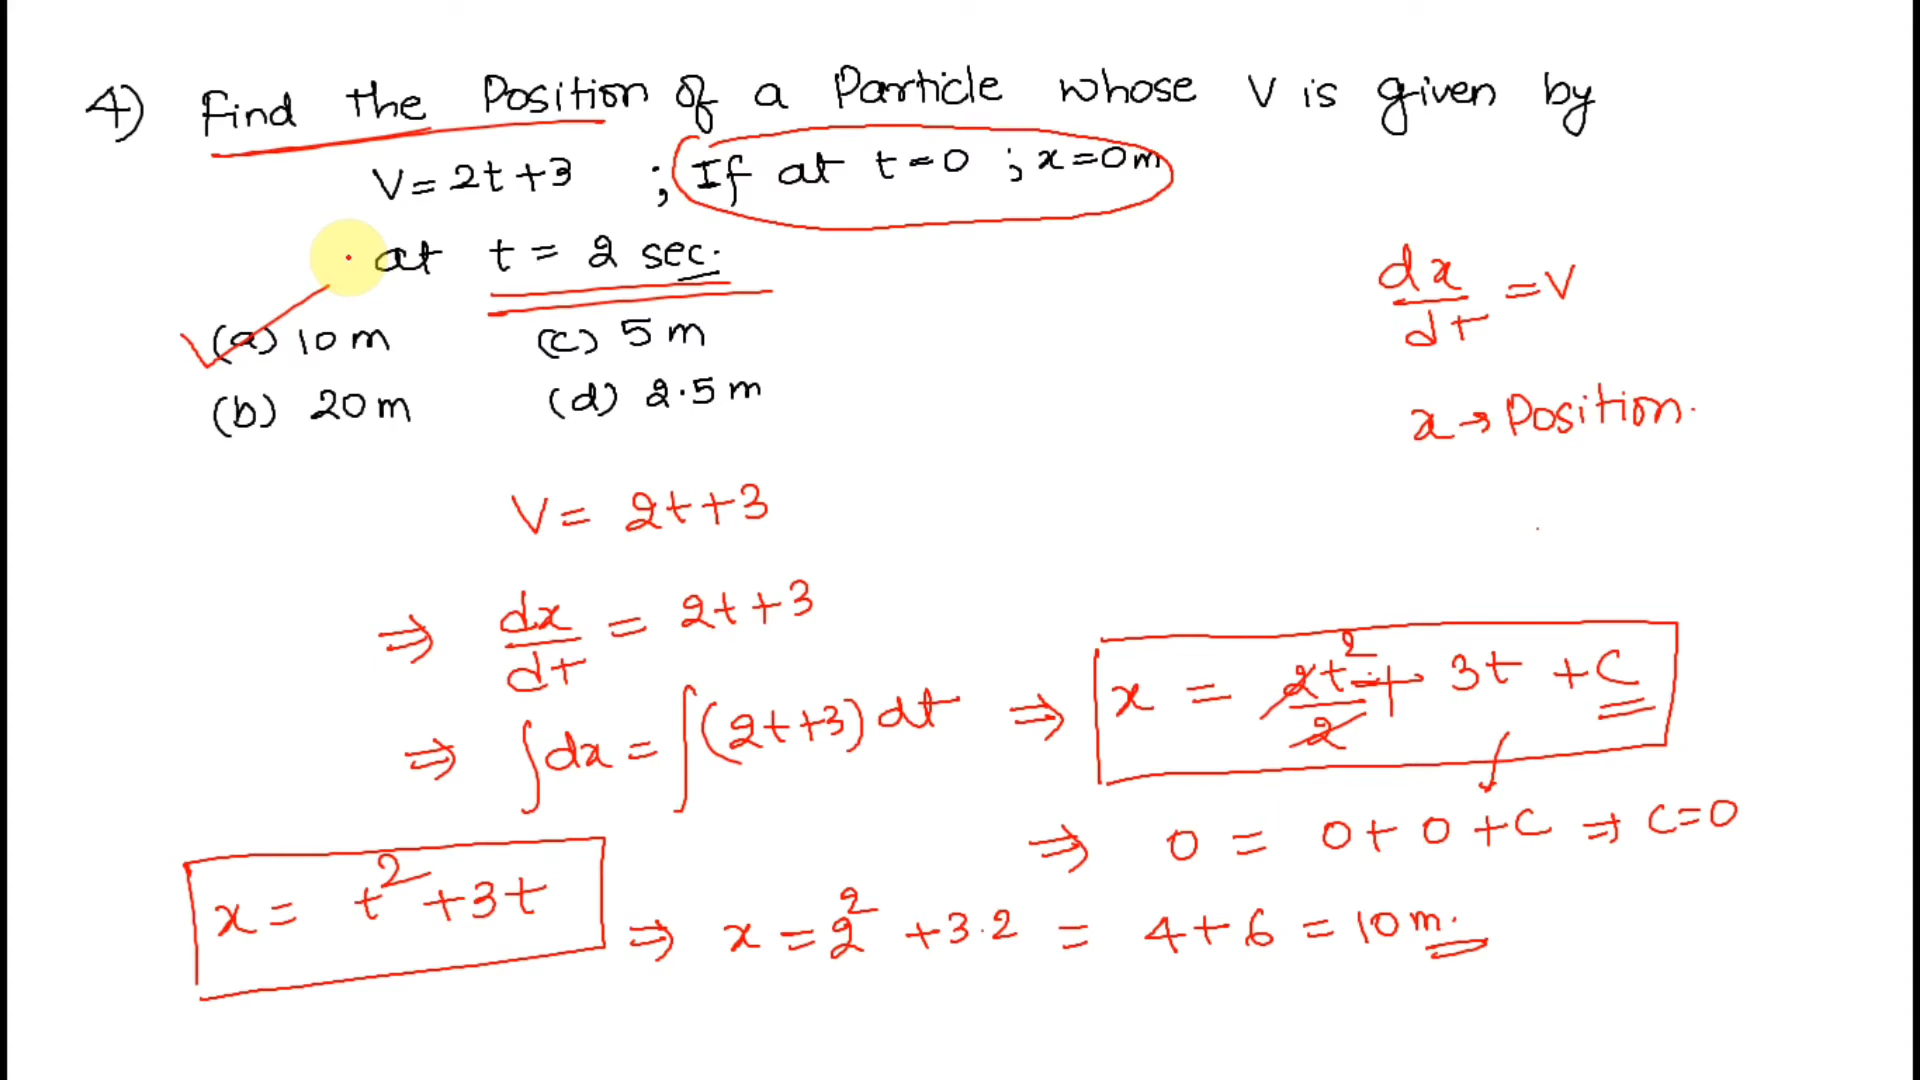 4) Find the Position of a Particle whose V is given by
V = 2t+3 ; If at t=0 ; x=0m
at t = 2 sec.
(a) 10 m (c) 5 m
(b) 20 m (d) 2.5 m
dx/dt = V
x → Position.
V = 2t+3
⇒ dx/dt = 2t+3
⇒ ∫dx = ∫(2t+3) dt ⇒ x = 2t²/2 + 3t + C
⇒ 0 = 0+0+C ⇒ C=0
x = t²+3t ⇒ x = 2² +3.2 = 4+6 = 10 m.